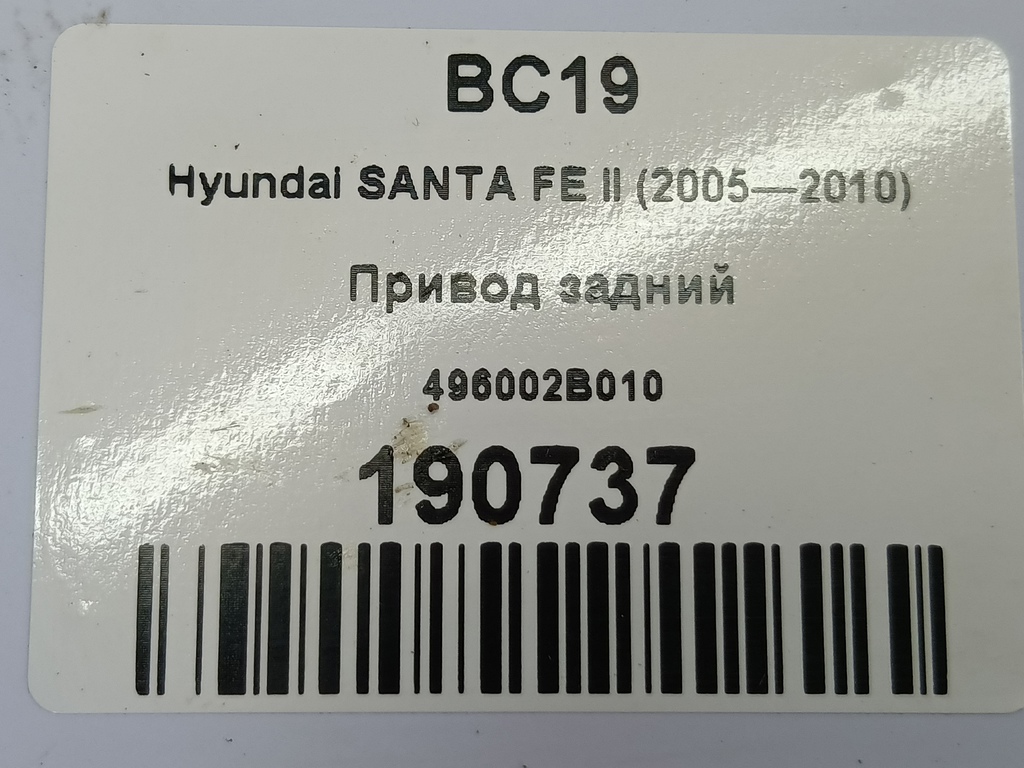 BC19
Hyundai SANTA FE II (2005—2010)
Привод задний
496002B010
190737